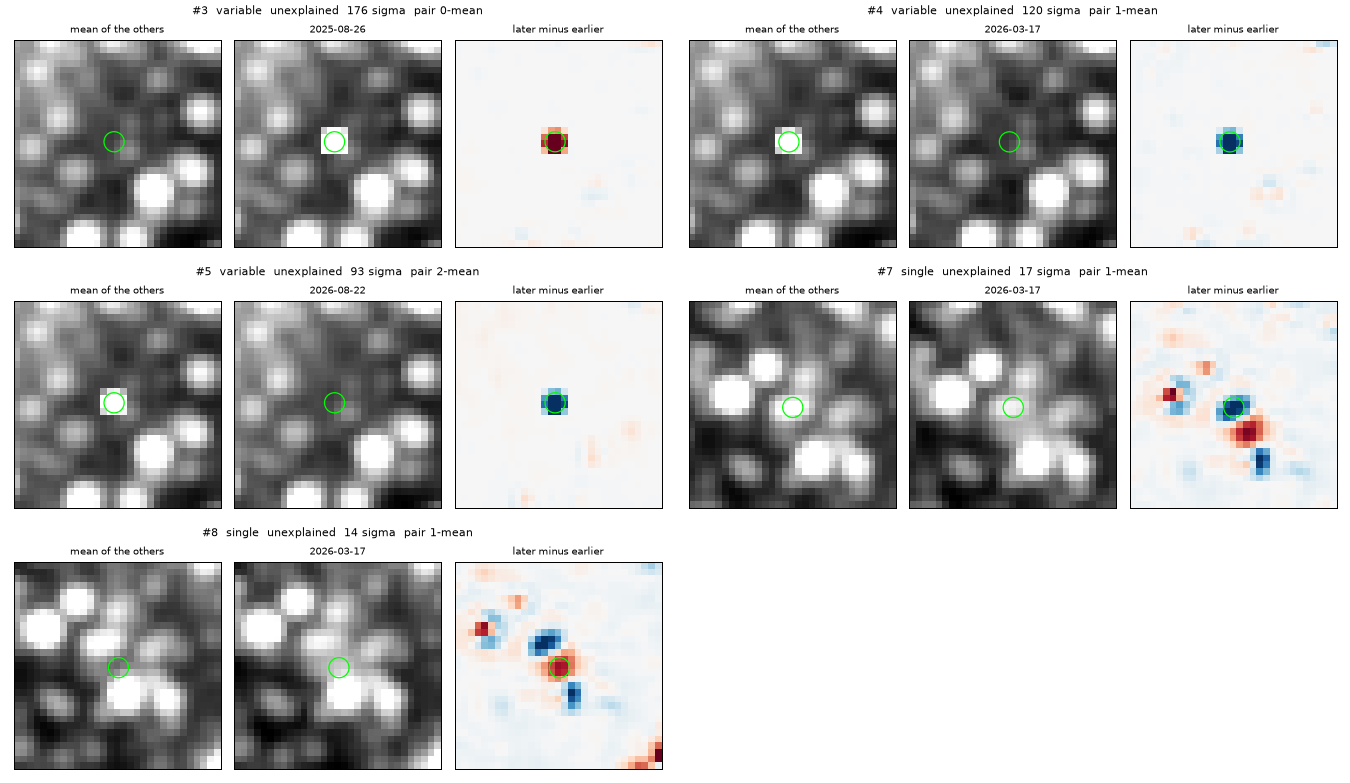 #3 variable unexplained 176 sigma pair 0-mean
mean of the others
2025-08-26
later minus earlier
#4 variable unexplained 120 sigma pair 1-mean
mean of the others
2026-03-17
later minus earlier
#5 variable unexplained 93 sigma pair 2-mean
mean of the others
2026-08-22
later minus earlier
#7 single unexplained 17 sigma pair 1-mean
mean of the others
2026-03-17
later minus earlier
#8 single unexplained 14 sigma pair 1-mean
mean of the others
2026-03-17
later minus earlier